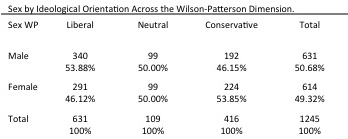 Sex by Ideological Orientation Across the Wilson-Patterson Dimension.
Sex WP Liberal Neutral Conservative Total
Male 340 99 192 631
53.88% 50.00% 46.15% 50.68%
Female 291 99 224 614
46.12% 50.00% 53.85% 49.32%
Total 631 109 416 1245
100% 100% 100% 100%